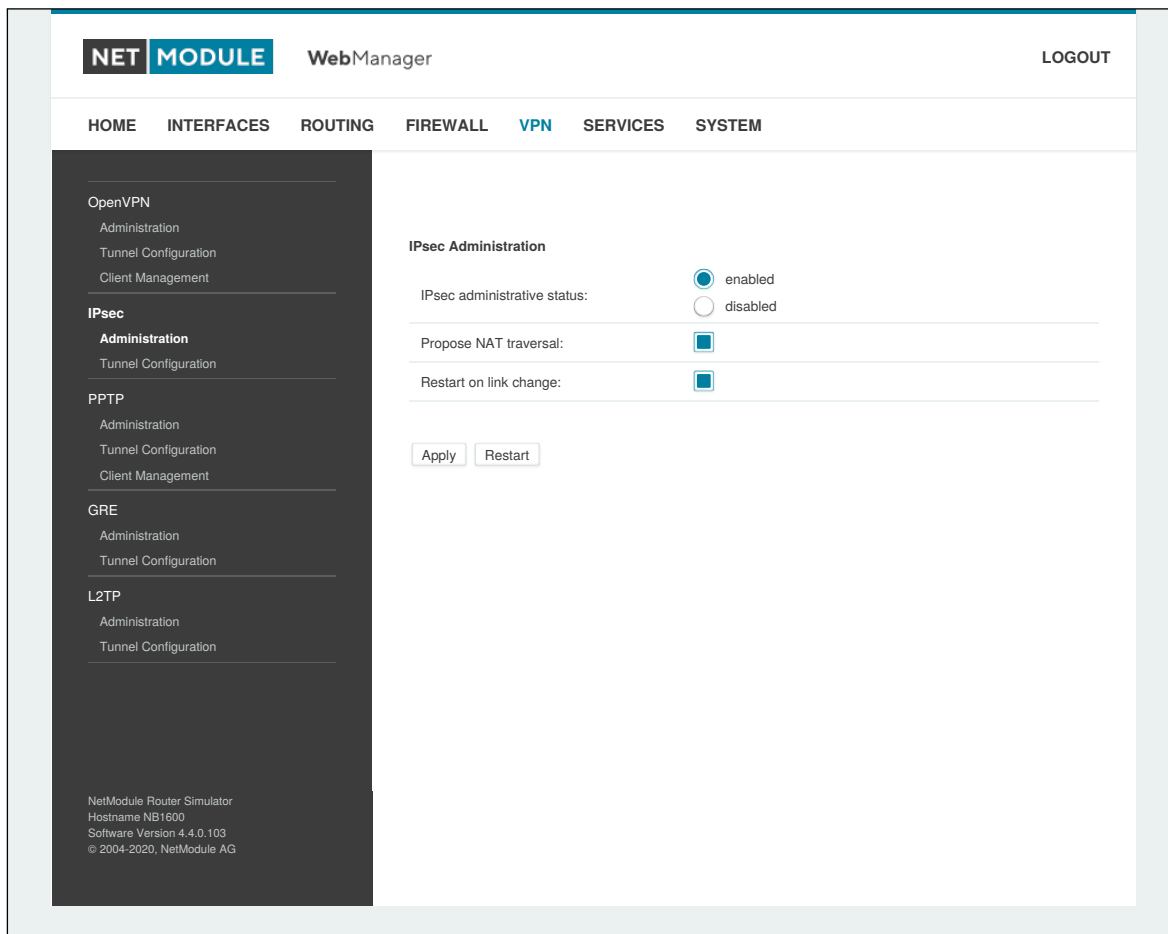 NET MODULE WebManager LOGOUT
HOME INTERFACES ROUTING FIREWALL VPN SERVICES SYSTEM
OpenVPN
Administration
Tunnel Configuration
Client Management
IPsec
Administration
Tunnel Configuration
PPTP
Administration
Tunnel Configuration
Client Management
GRE
Administration
Tunnel Configuration
L2TP
Administration
Tunnel Configuration
NetModule Router Simulator
Hostname NB1600
Software Version 4.4.0.103
© 2004-2020, NetModule AG
IPsec Administration
IPsec administrative status:
enabled
disabled
Propose NAT traversal:
Restart on link change:
Apply Restart